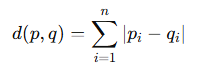 d(p, q) = \sum_{i=1}^{n} |p_i - q_i|